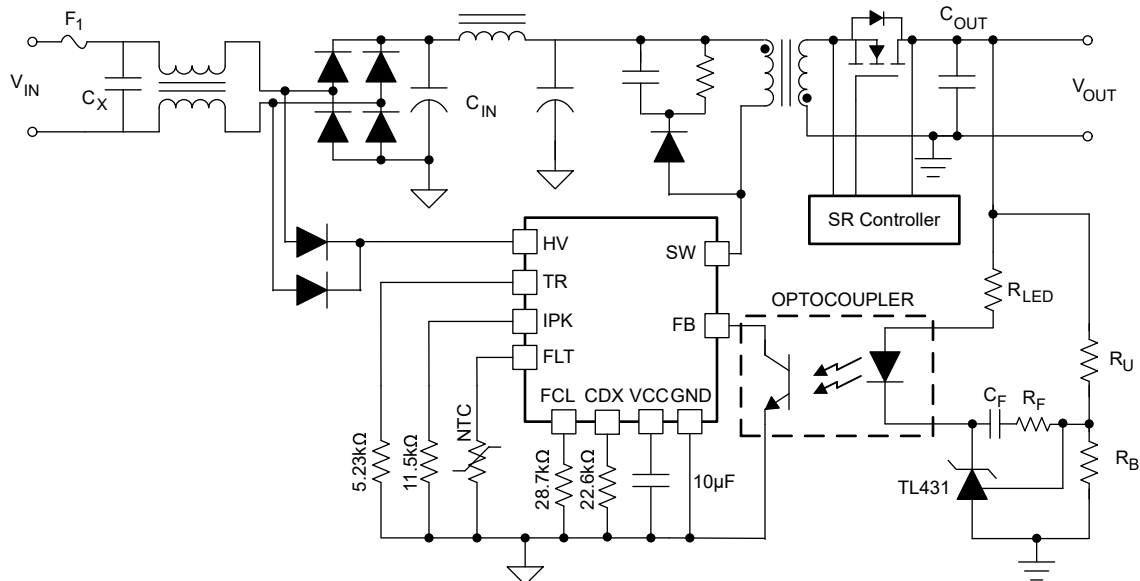 F1
VIN
CX
CIN
COUT
VOUT
SR Controller
HV
TR
IPK
FLT
SW
FB
FCL
CDX
VCC
GND
OPTOCOUPLER
RLED
RU
CF
RF
RB
TL431
5.23kΩ
11.5kΩ
NTC
28.7kΩ
22.6kΩ
10µF